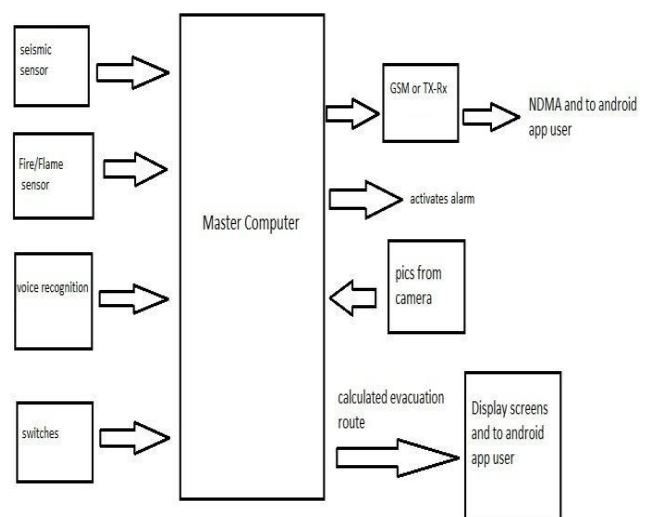 seismic
sensor
Fire/Flame
sensor
voice recognition
switches
Master Computer
GSM or TX-Rx
NDMA and to android
app user
activates alarm
pics from
camera
calculated evacuation
route
Display screens
and to android
app user